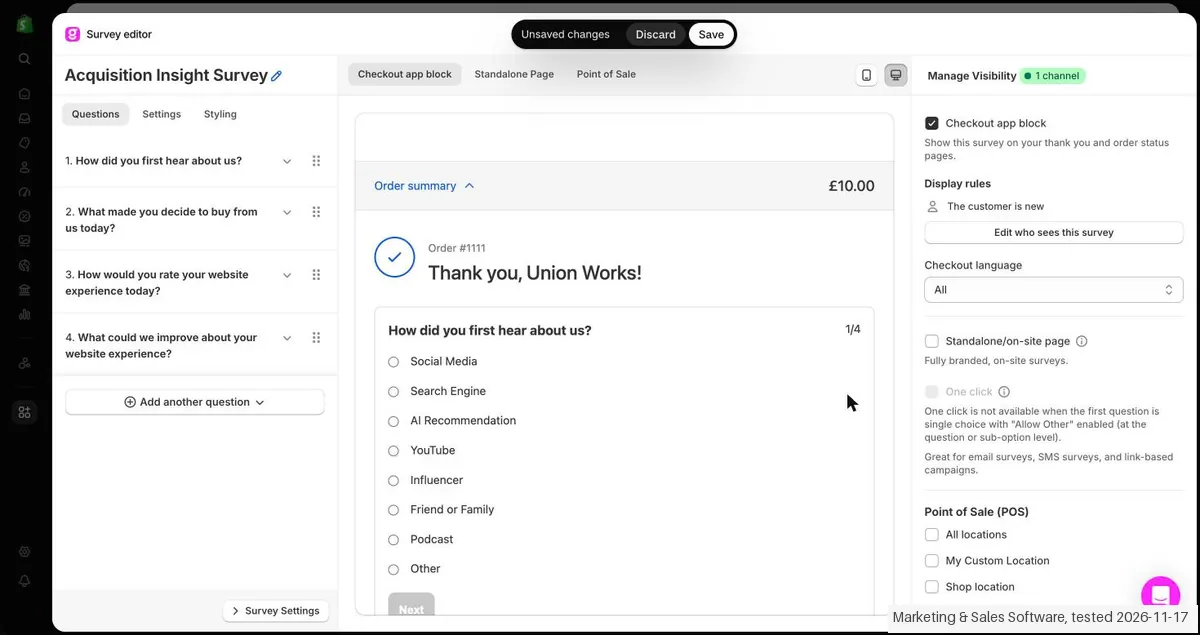 Survey editor
Unsaved changes
Discard
Save
Acquisition Insight Survey
Questions
Settings
Styling
1. How did you first hear about us?
2. What made you decide to buy from
us today?
3. How would you rate your website
experience today?
4. What could we improve about your
website experience?
Add another question
Survey Settings
Checkout app block
Standalone Page
Point of Sale
Order summary
£10.00
Order #1111
Thank you, Union Works!
How did you first hear about us?
1/4
Social Media
Search Engine
AI Recommendation
YouTube
Influencer
Friend or Family
Podcast
Other
Next
Manage Visibility
1 channel
Checkout app block
Show this survey on your thank you and order status
pages.
Display rules
The customer is new
Edit who sees this survey
Checkout language
All
Standalone/on-site page
Fully branded, on-site surveys.
One click
One click is not available when the first question is
single choice with "Allow Other" enabled (at the
question or sub-option level).
Great for email surveys, SMS surveys, and link-based
campaigns.
Point of Sale (POS)
All locations
My Custom Location
Shop location
Marketing & Sales Software, tested 2026-11-17